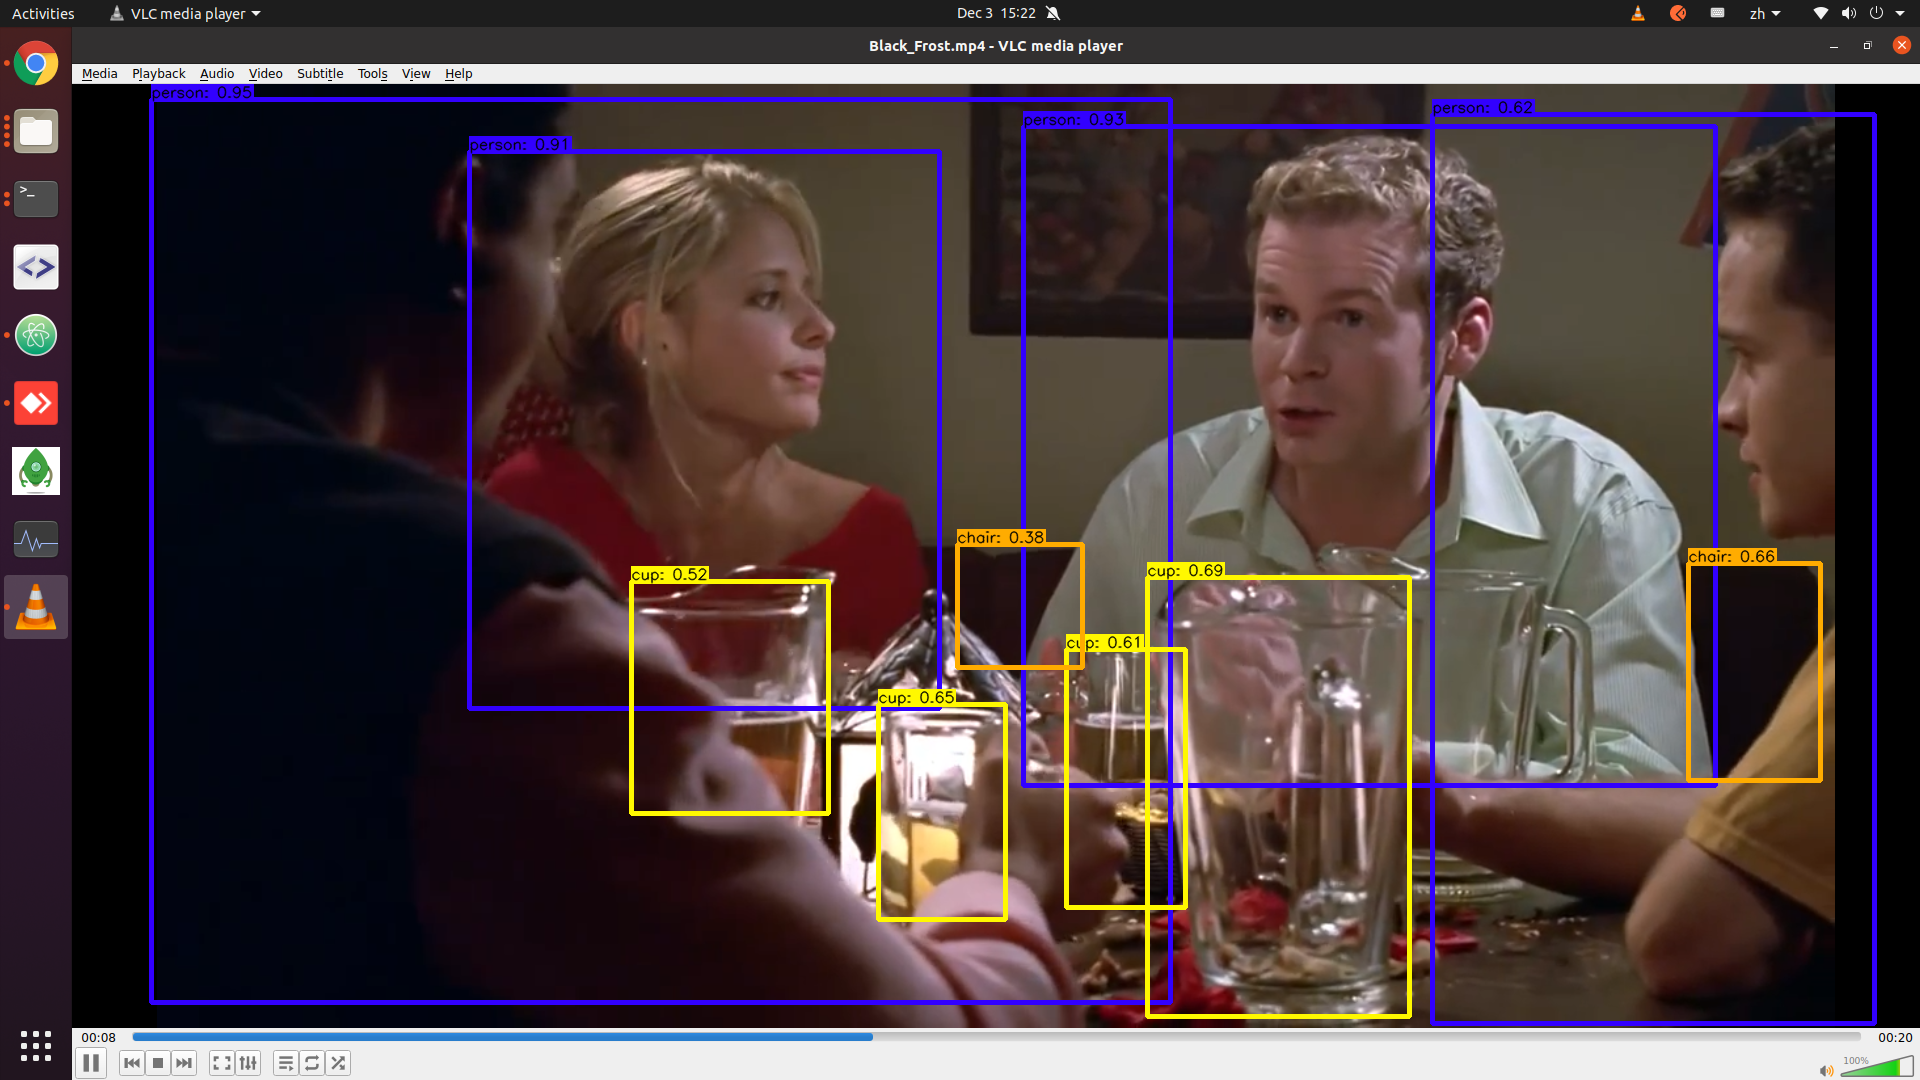 Activities
VLC media player
Dec 3 15:22
zh
Black_Frost.mp4 - VLC media player
Media Playback Audio Video Subtitle Tools View Help
person: 0.95
person: 0.62
person: 0.93
person: 0.91
chair: 0.38
chair: 0.66
cup: 0.52
cup: 0.69
cup: 0.61
cup: 0.65
00:08
00:20
100%